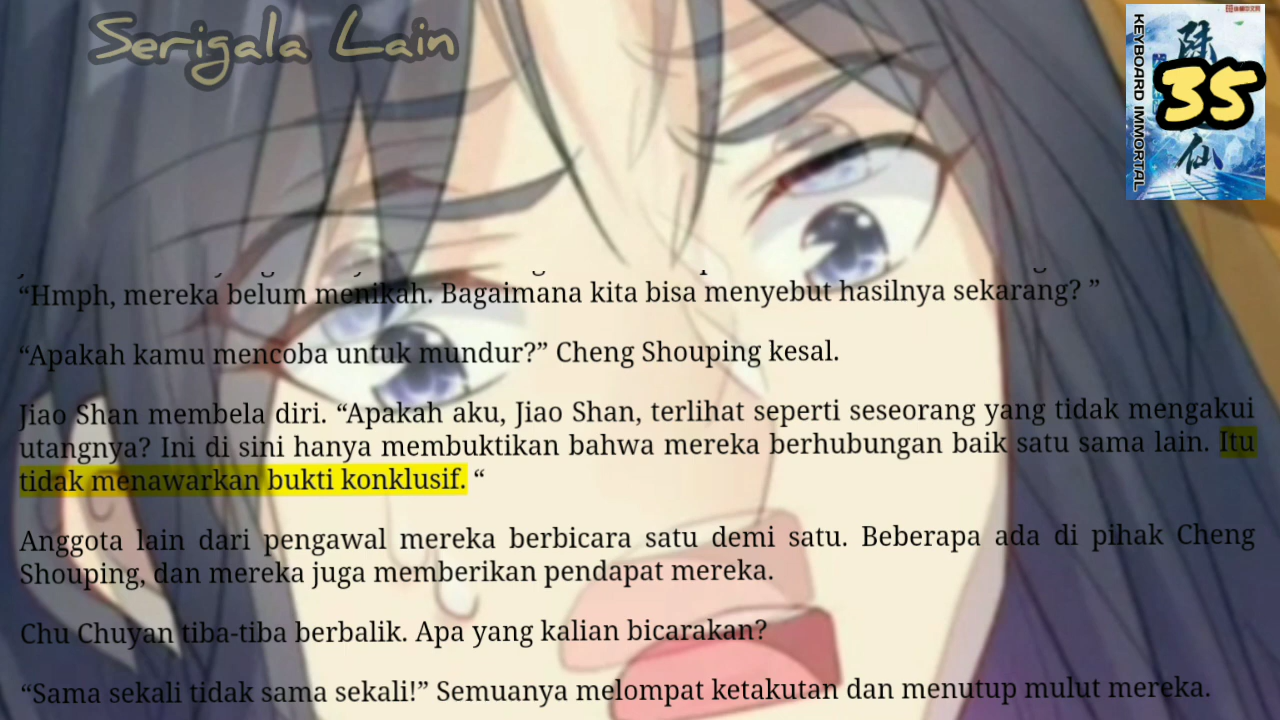 Serigala Lain
KEYBOARD IMMORTAL
35
仙
“Hmph, mereka belum menikah. Bagaimana kita bisa menyebut hasilnya sekarang? ”
“Apakah kamu mencoba untuk mundur?” Cheng Shouping kesal.
Jiao Shan membela diri. “Apakah aku, Jiao Shan, terlihat seperti seseorang yang tidak mengakui
utangnya? Ini di sini hanya membuktikan bahwa mereka berhubungan baik satu sama lain. Itu
tidak menawarkan bukti konklusif. “
Anggota lain dari pengawal mereka berbicara satu demi satu. Beberapa ada di pihak Cheng
Shouping, dan mereka juga memberikan pendapat mereka.
Chu Chuyan tiba-tiba berbalik. Apa yang kalian bicarakan?
“Sama sekali tidak sama sekali!” Semuanya melompat ketakutan dan menutup mulut mereka.